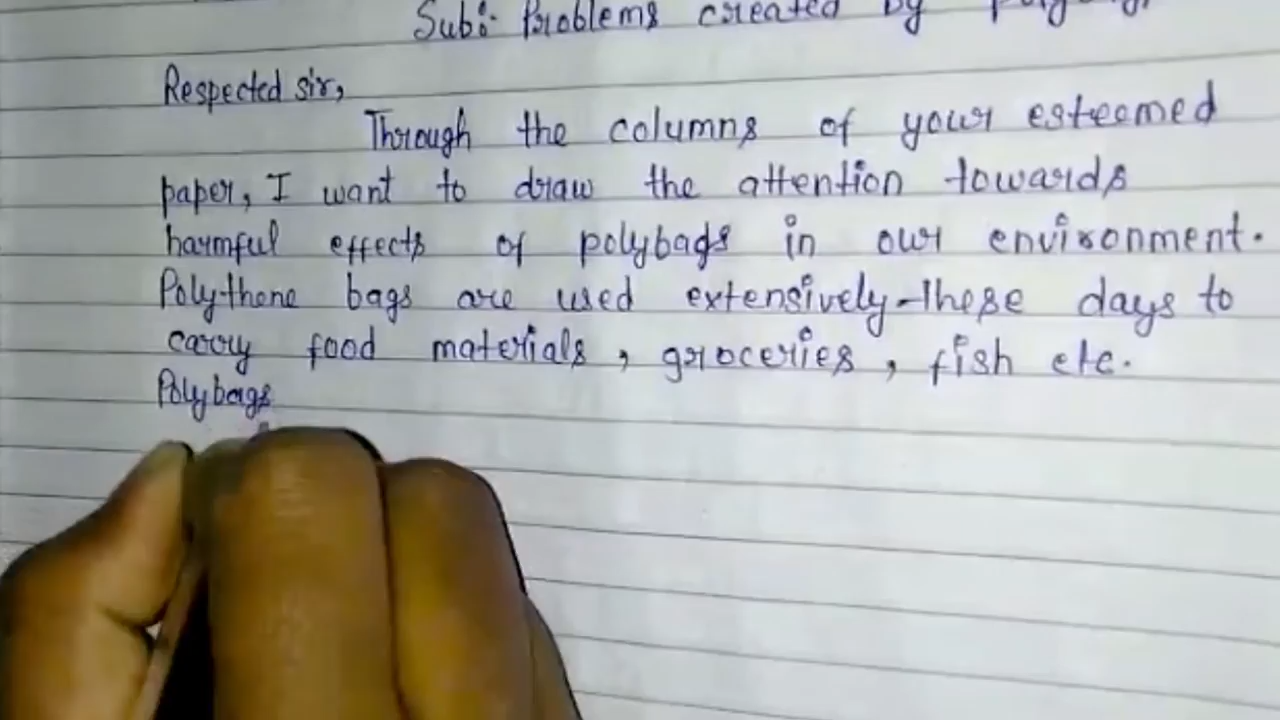 Sub:- Problems created by
Respected sir,
Through the columns of your esteemed
paper, I want to draw the attention towards
harmful effects of polybags in our environment.
Polythene bags are used extensively these days to
carry food materials, groceries, fish etc.
Polybags